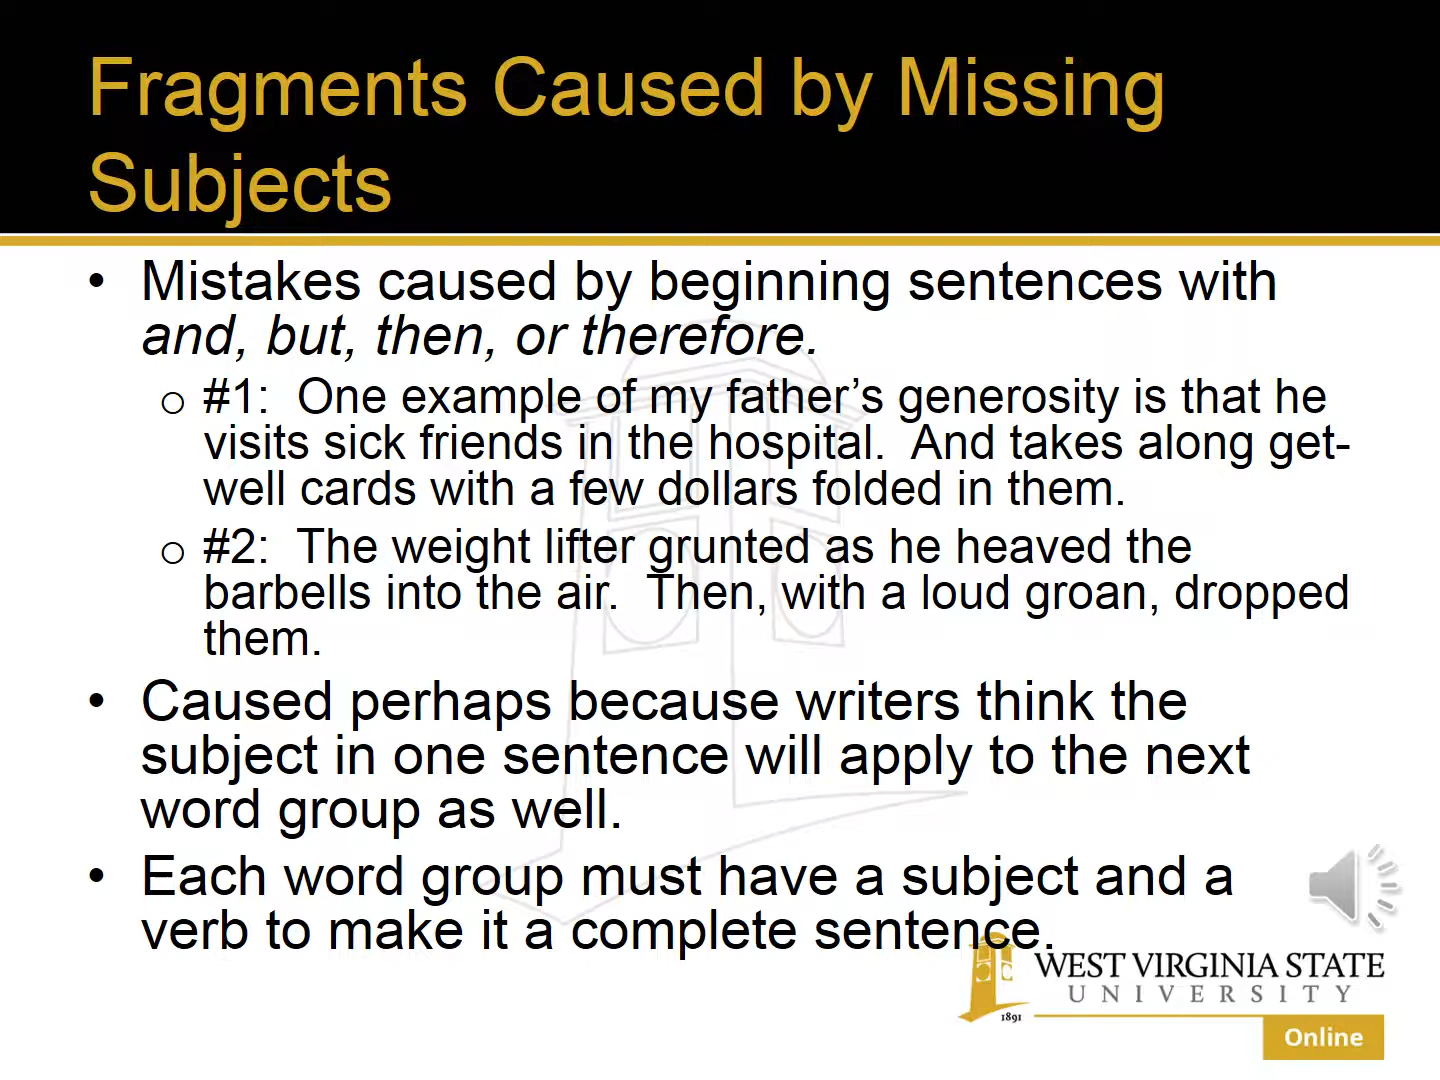 Fragments Caused by Missing
Subjects
• Mistakes caused by beginning sentences with
and, but, then, or therefore.
o #1:  One example of my father’s generosity is that he
visits sick friends in the hospital.  And takes along get-
well cards with a few dollars folded in them.
o #2:  The weight lifter grunted as he heaved the
barbells into the air.  Then, with a loud groan, dropped
them.
• Caused perhaps because writers think the
subject in one sentence will apply to the next
word group as well.
• Each word group must have a subject and a
verb to make it a complete sentence.
WEST VIRGINIA STATE
UNIVERSITY
1891
Online